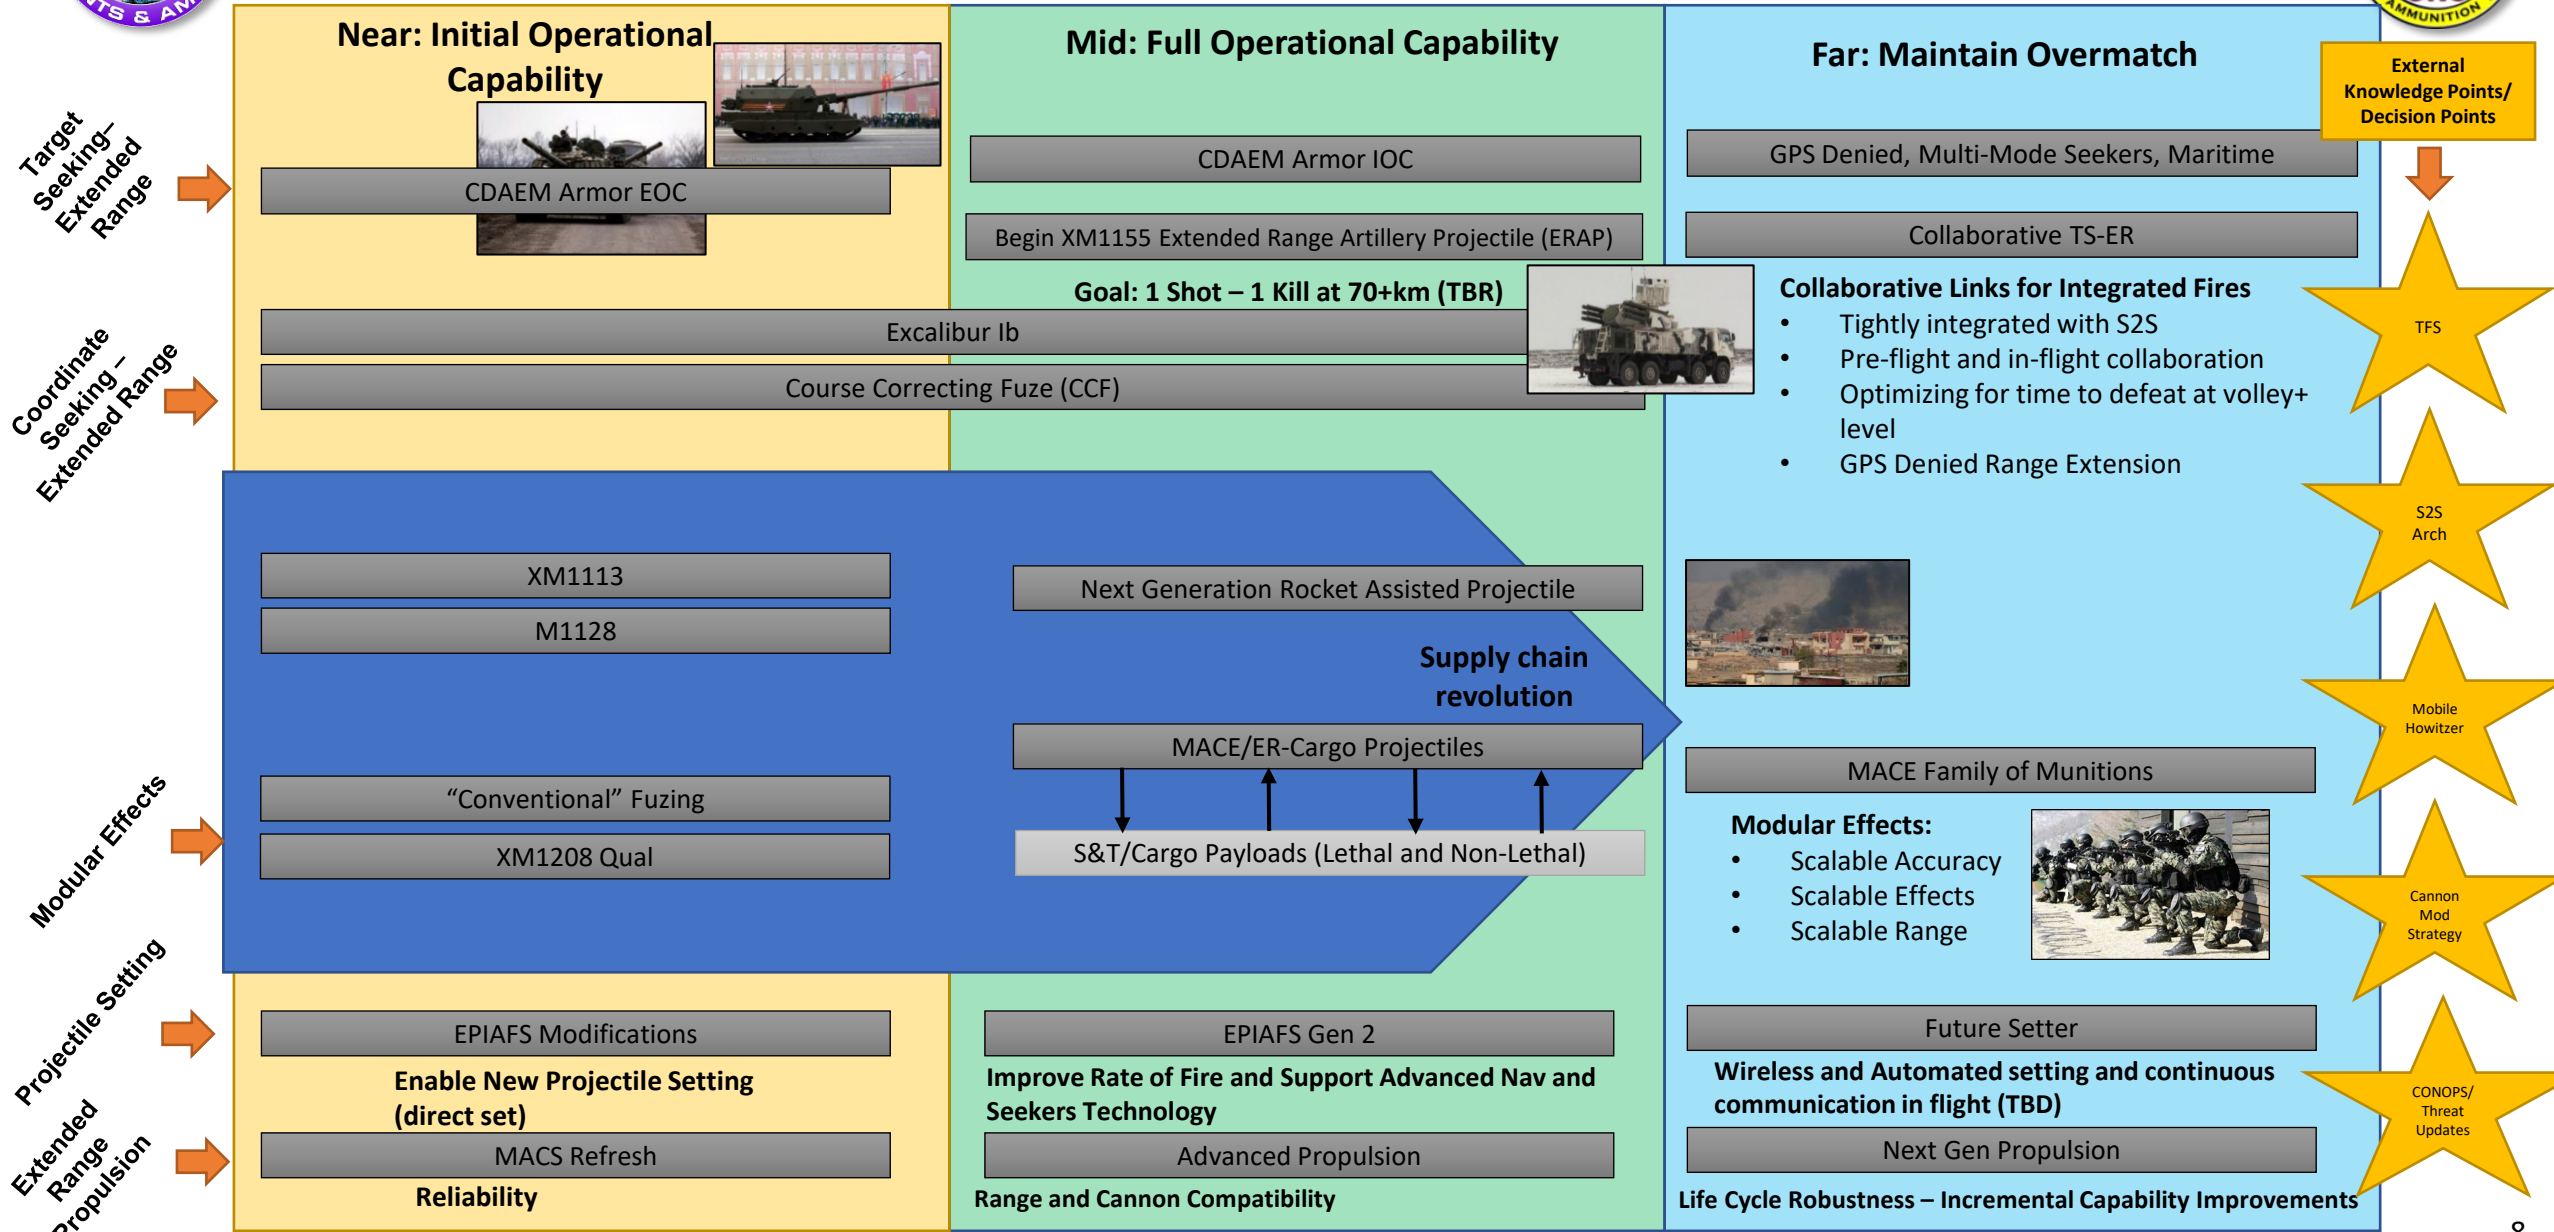 NTS & AM
AMMUNITION
Near: Initial Operational
Capability
Mid: Full Operational Capability
Far: Maintain Overmatch
External
Knowledge Points/
Decision Points
Target
Seeking–
Extended
Range
CDAEM Armor EOC
CDAEM Armor IOC
GPS Denied, Multi-Mode Seekers, Maritime
Begin XM1155 Extended Range Artillery Projectile (ERAP)
Collaborative TS-ER
Goal: 1 Shot – 1 Kill at 70+km (TBR)
Collaborative Links for Integrated Fires
• Tightly integrated with S2S
• Pre-flight and in-flight collaboration
• Optimizing for time to defeat at volley+
level
• GPS Denied Range Extension
TFS
Coordinate
Seeking –
Extended Range
Excalibur Ib
Course Correcting Fuze (CCF)
S2S
Arch
XM1113
M1128
Next Generation Rocket Assisted Projectile
Supply chain
revolution
Mobile
Howitzer
Modular Effects
"Conventional" Fuzing
XM1208 Qual
MACE/ER-Cargo Projectiles
S&T/Cargo Payloads (Lethal and Non-Lethal)
MACE Family of Munitions
Modular Effects:
• Scalable Accuracy
• Scalable Effects
• Scalable Range
Cannon
Mod
Strategy
Projectile Setting
EPIAFS Modifications
Enable New Projectile Setting
(direct set)
EPIAFS Gen 2
Improve Rate of Fire and Support Advanced Nav and
Seekers Technology
Future Setter
Wireless and Automated setting and continuous
communication in flight (TBD)
CONOPS/
Threat
Updates
Extended
Range
Propulsion
MACS Refresh
Reliability
Advanced Propulsion
Range and Cannon Compatibility
Next Gen Propulsion
Life Cycle Robustness – Incremental Capability Improvements
8